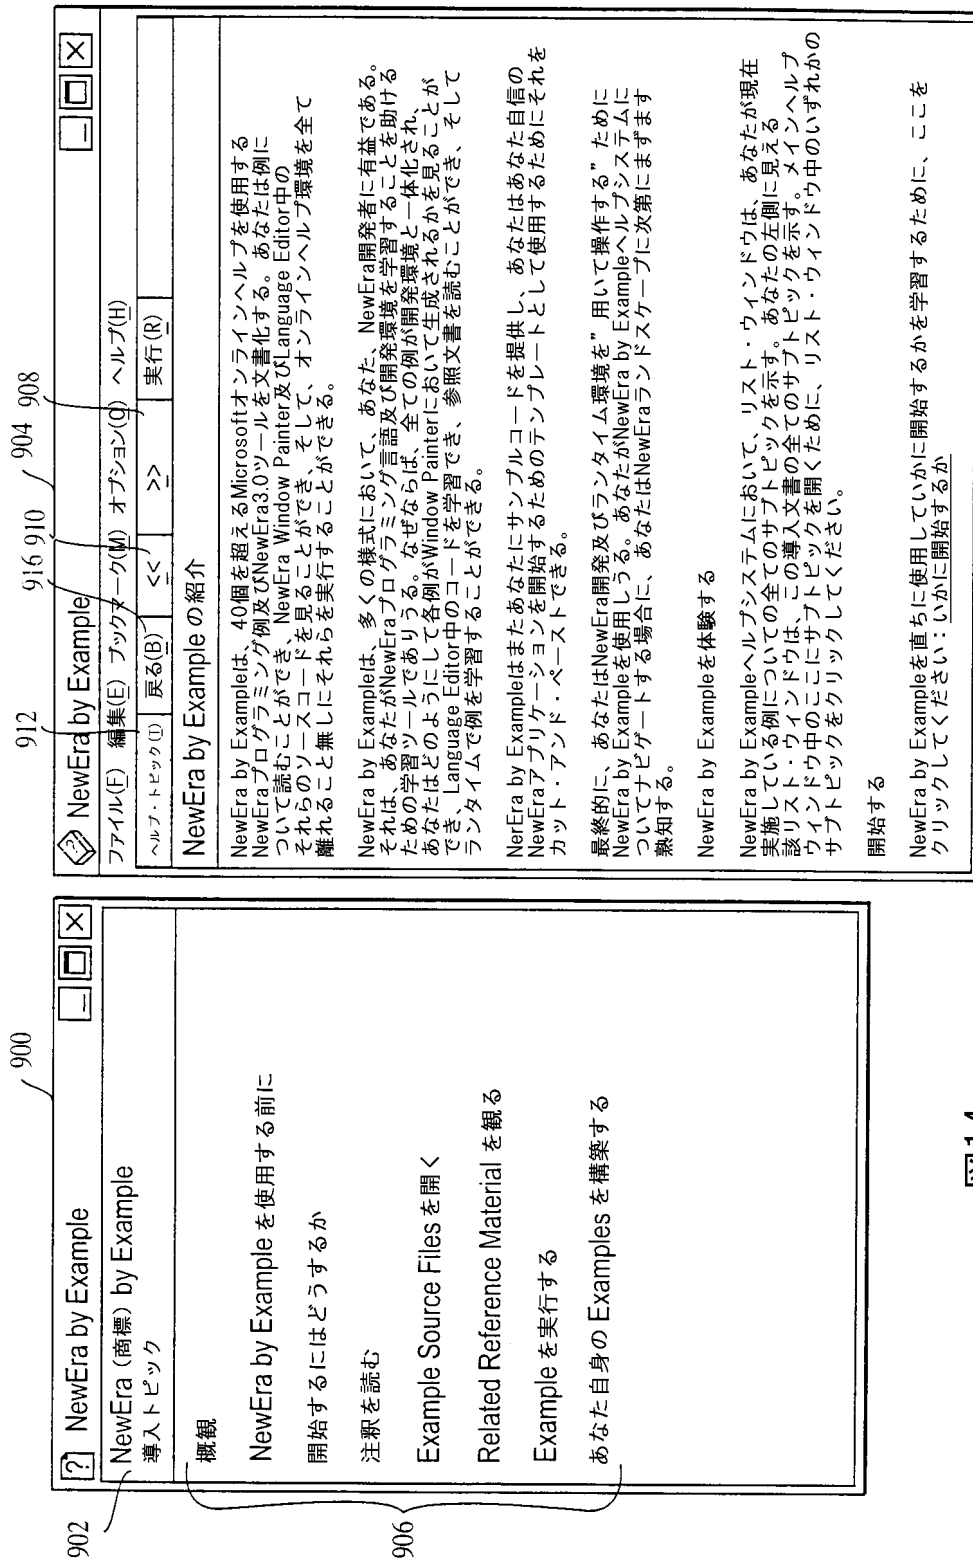 900
NewEra by Example
902
NewEra（商標）by Example
導入トピック
906
概観
NewEra by Example を使用する前に
開始するにはどうするか
注釈を読む
Example Source Files を開く
Related Reference Material を観る
Example を実行する
あなた自身の Examples を構築する
912
916
910
904
908
NewEra by Example
ファイル(F) 編集(E) ブックマーク(M) オプション(O) ヘルプ(H)
ヘルプ・トピック(T) 戻る(B) << >> 実行(R)
NewEra by Example の紹介
NewEra by Exampleは、40個を超えるMicrosoftオンラインヘルプを使用する
NewEraプログラミング例及びNewEra3.0ツールを文書化する。あなたは例に
ついて読むことができ、NewEra Window Painter及びLanguage Editor中の
それらのソースコードを見ることができ、そして、オンラインヘルプ環境を全て
離れること無しにそれらを実行することができる。
NewEra by Exampleは、多くの様式において、あなた、NewEra開発者に有益である。
それは、あなたがNewEraプログラミング言語及び開発環境を学習することを助ける
ための学習ツールでありうる。なぜならば、全ての例が開発環境と一体化され、
あなたはどのようにして各例がWindow Painterにおいて生成されるかを見ることが
でき、Language Editor中のコードを学習でき、参照文書を読むことができ、そして
ランタイムで例を学習することができる。
NerEra by Exampleはまたあなたにサンプルコードを提供し、あなたはあなた自信の
NewEraアプリケーションを開始するためのテンプレートとして使用するためにそれを
カット・アンド・ペーストできる。
最終的に、あなたはNewEra開発及びランタイム環境を”用いて操作する”ために
NewEra by Exampleを使用しうる。あなたがNewEra by Exampleヘルプシステムに
ついてナビゲートする場合に、あなたはNewEraランドスケープに次第にますます
熟知する。
NewEra by Exampleを体験する
NewEra by Exampleヘルプシステムにおいて、リスト・ウィンドウは、あなたが現在
実施している例についての全てのサブトピックを示す。あなたの左側に見える
該リスト・ウィンドウは、この導入文書の全てのサブトピックを示す。メインヘルプ
ウィンドウ中のここにサブトピックを開くために、リスト・ウィンドウ中のいずれかの
サブトピックをクリックしてください。
開始する
NewEra by Exampleを直ちに使用していかに開始するかを学習するために、ここを
クリックしてください：いかに開始するか
図14